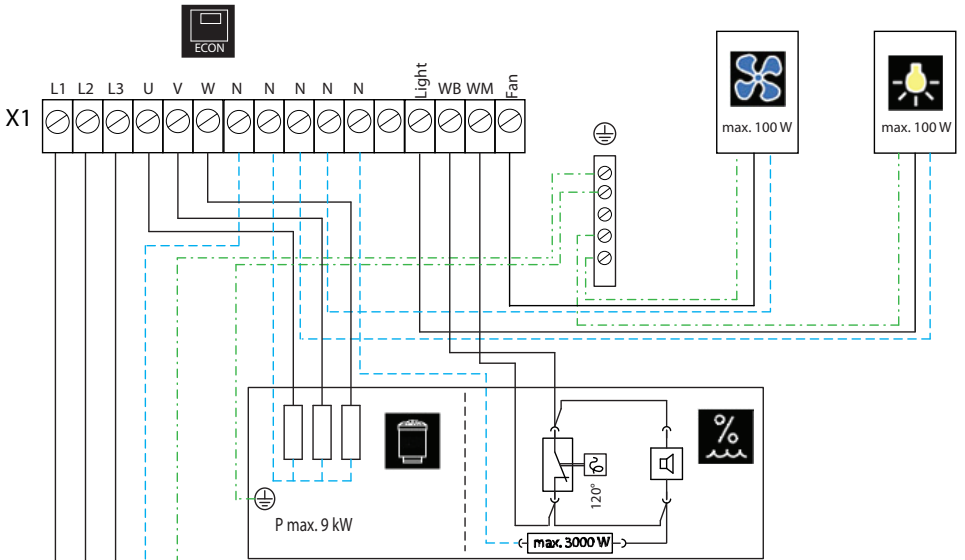 ECON
L1 L2 L3 U V W N N N N N Light WB WM Fan
X1
max. 100 W
max. 100 W
%
120°
P max. 9 kW
max. 3000 W